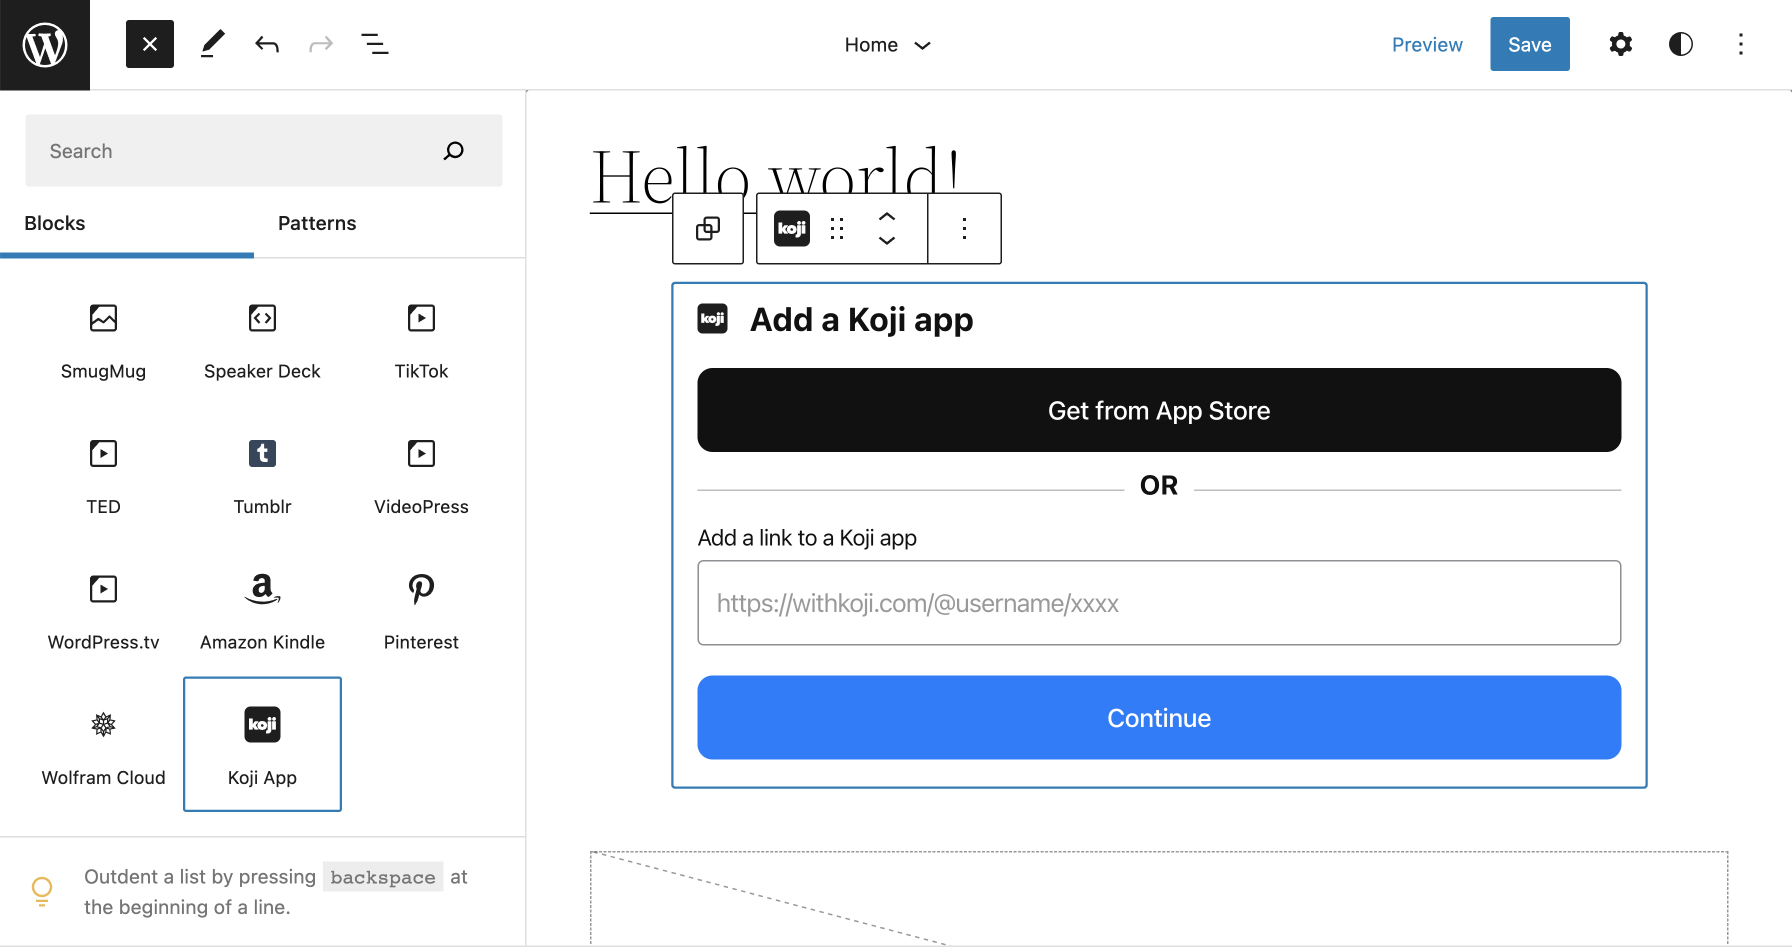 Home
Preview
Save
Search
Blocks
Patterns
SmugMug
Speaker Deck
TikTok
TED
t
Tumblr
VideoPress
WordPress.tv
a
Amazon Kindle
Pinterest
Wolfram Cloud
koji
Koji App
Outdent a list by pressing backspace at
the beginning of a line.
Hello world!
koji
koji
Add a Koji app
Get from App Store
OR
Add a link to a Koji app
https://withkoji.com/@username/xxxx
Continue